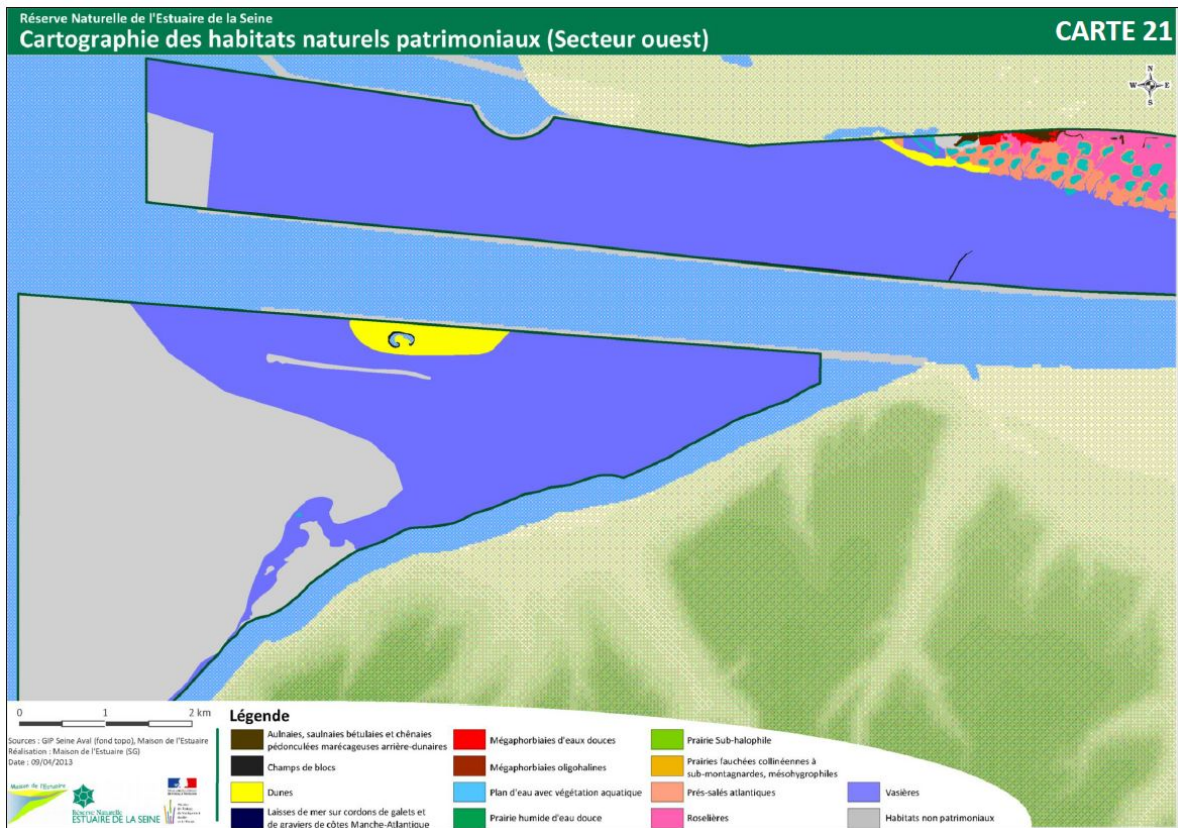 Réserve Naturelle de l'Estuaire de la Seine
Cartographie des habitats naturels patrimoniaux (Secteur ouest)
CARTE 21
N
W E
S
0 1 2 km
Sources : GIP Seine Aval (fond topo), Maison de l'Estuaire
Réalisation : Maison de l'Estuaire (SG)
Date : 09/04/2013
Maison de l'Estuaire
Réserve Naturelle
ESTUAIRE DE LA SEINE
Légende
Aulnaies, saulnaies bétulaies et chênaies
pédonculées marécageuses arrière-dunaires
Champs de blocs
Dunes
Laisses de mer sur cordons de galets et
de graviers de côtes Manche-Atlantique
Mégaphorbiaies d'eaux douces
Mégaphorbiaies oligohalines
Plan d'eau avec végétation aquatique
Prairie humide d'eau douce
Prairie Sub-halophile
Prairies fauchées collinéennes à
sub-montagnardes, mésohygrophiles
Prés-salés atlantiques
Roselières
Vasières
Habitats non patrimoniaux